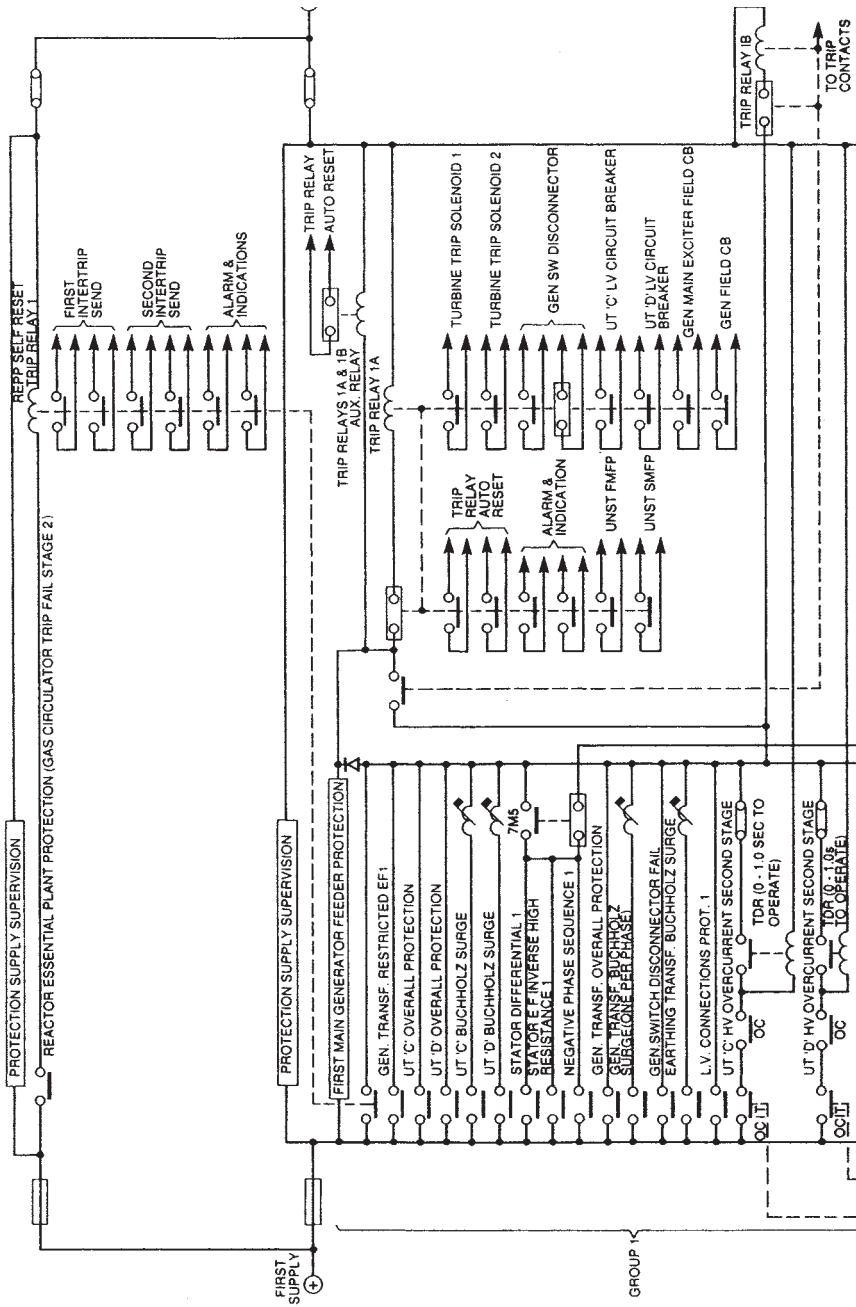 PROTECTION SUPPLY SUPERVISION
REACTOR ESSENTIAL PLANT PROTECTION (GAS CIRCULATOR TRIP FAIL STAGE 2)
REPP SELF RESET
TRIP RELAY 1
FIRST
INTERTRIP
SEND
SECOND
INTERTRIP
SEND
ALARM &
INDICATIONS
FIRST
SUPPLY
PROTECTION SUPPLY SUPERVISION
TRIP RELAY
AUTO RESET
TRIP RELAYS 1A & 1B
AUX. RELAY
TRIP RELAY 1A
FIRST MAIN GENERATOR FEEDER PROTECTION
GEN. TRANSF. RESTRICTED EF1
UT 'C' OVERALL PROTECTION
UT 'D' OVERALL PROTECTION
UT 'C' BUCHHOLZ SURGE
UT 'D' BUCHHOLZ SURGE
STATOR DIFFERENTIAL 1
7M5
STATOR E F INVERSE HIGH
RESISTANCE 1
NEGATIVE PHASE SEQUENCE 1
GEN. TRANSF. OVERALL PROTECTION
GEN. TRANSF. BUCHHOLZ
SURGE(ONE PER PHASE)
GEN.SWITCH DISCONNECTOR FAIL
EARTHING TRANSF. BUCHHOLZ SURGE
L.V. CONNECTIONS PROT. 1
UT 'C' HV OVERCURRENT SECOND STAGE
OCIT
OC
TDR (0 - 1.0 SEC TO
OPERATE)
UT 'D' HV OVERCURRENT SECOND STAGE
OCIT
OC
TDR (0 - 1.0s
TO OPERATE)
GROUP 1
TRIP
RELAY
AUTO
RESET
ALARM &
INDICATION
UNST FMFP
UNST SMFP
TURBINE TRIP SOLENOID 1
TURBINE TRIP SOLENOID 2
GEN SW DISCONNECTOR
UT 'C' LV CIRCUIT BREAKER
UT 'D' LV CIRCUIT
BREAKER
GEN MAIN EXCITER FIELD CB
GEN FIELD CB
TRIP RELAY IB
TO TRIP
CONTACTS